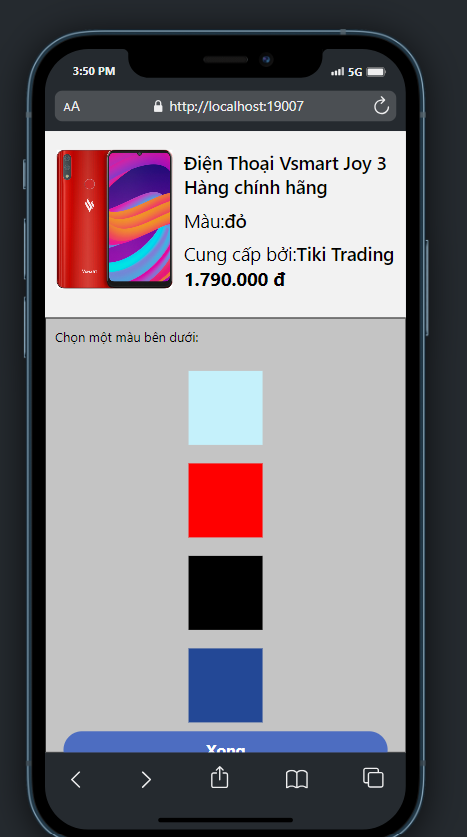 3:50 PM
5G
AA
http://localhost:19007
Điện Thoại Vsmart Joy 3
Hàng chính hãng
Màu:đỏ
Cung cấp bởi:Tiki Trading
1.790.000 đ
Vsmart
Chọn một màu bên dưới:
Xong